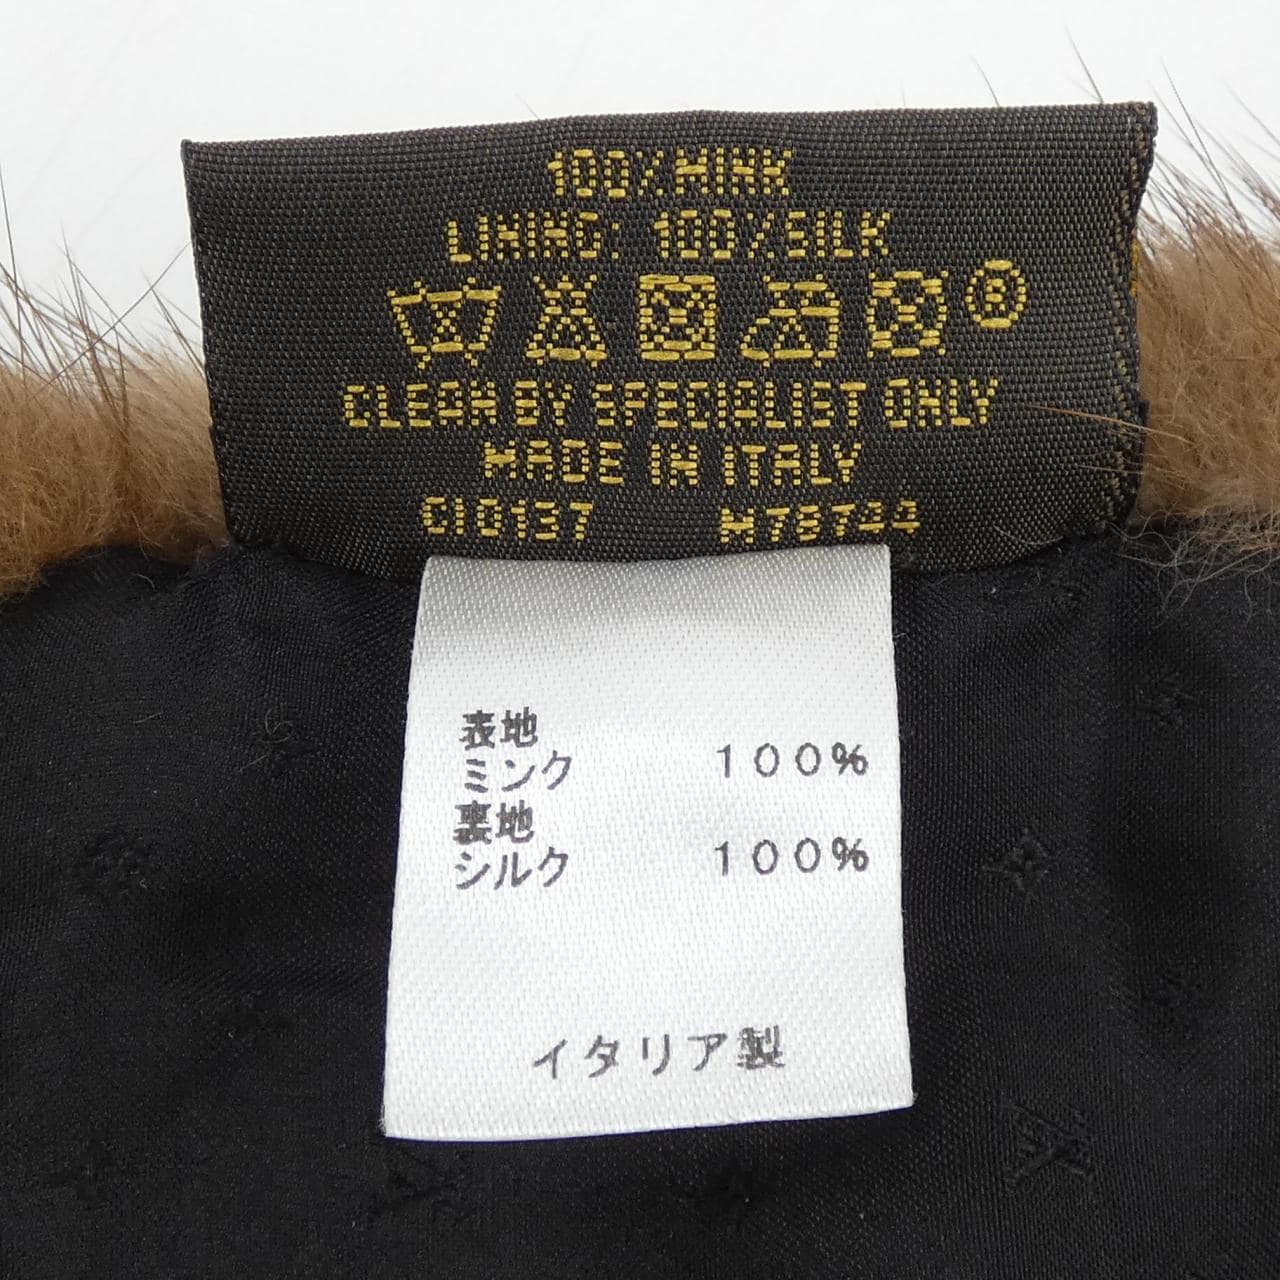 100% MINK
LINING: 100% SILK
®
CLEAN BY SPECIALIST ONLY
MADE IN ITALY
CI0137 M78744
表地
ミンク 100%
裏地
シルク 100%
イタリア製